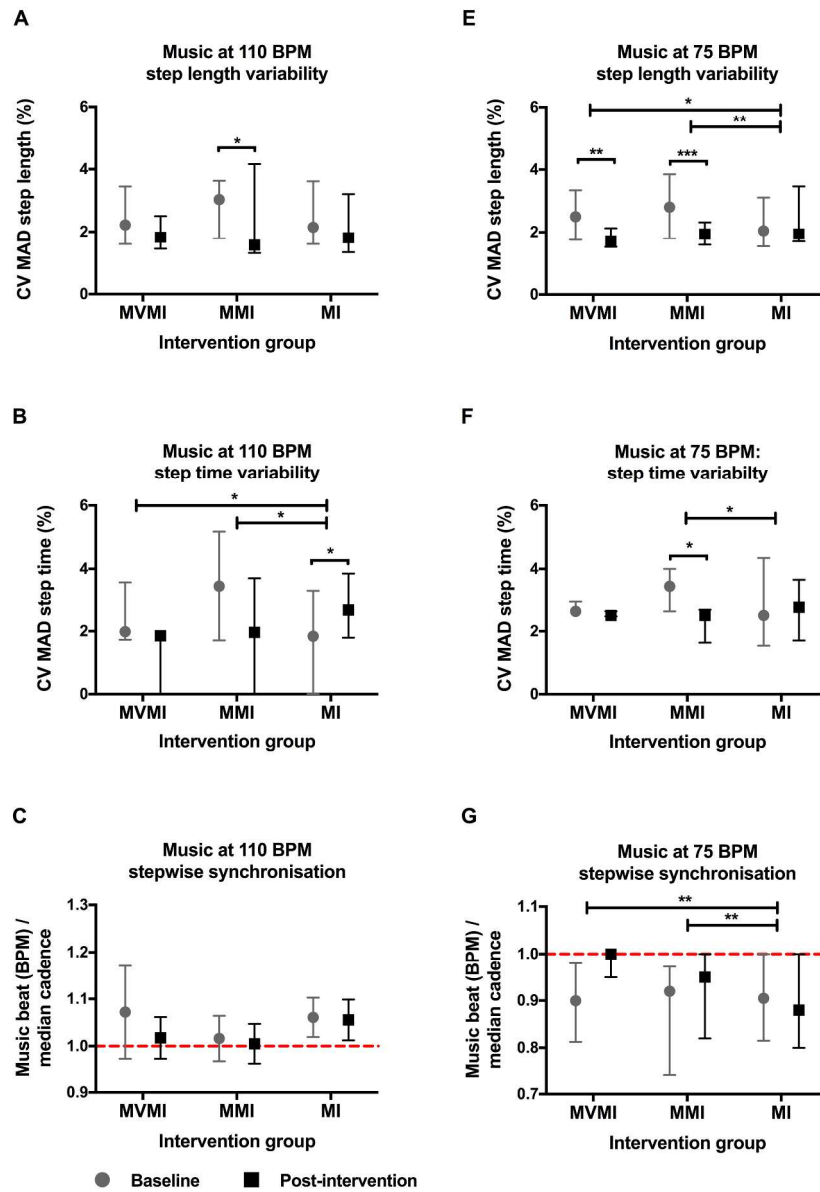 A
Music at 110 BPM
step length variability
CV MAD step length (%)
6
4
2
0
*
MVMI
MMI
MI
Intervention group
E
Music at 75 BPM
step length variability
CV MAD step length (%)
6
4
2
0
*
**
**
***
MVMI
MMI
MI
Intervention group
B
Music at 110 BPM
step time variability
CV MAD step time (%)
6
4
2
0
*
*
*
MVMI
MMI
MI
Intervention group
F
Music at 75 BPM:
step time variabilty
CV MAD step time (%)
6
4
2
0
*
*
MVMI
MMI
MI
Intervention group
C
Music at 110 BPM
stepwise synchronisation
Music beat (BPM) /
median cadence
1.3
1.2
1.1
1.0
0.9
MVMI
MMI
MI
Intervention group
G
Music at 75 BPM
stepwise synchronisation
Music beat (BPM) /
median cadence
1.1
1.0
0.9
0.8
0.7
**
**
MVMI
MMI
MI
Intervention group
Baseline
Post-intervention